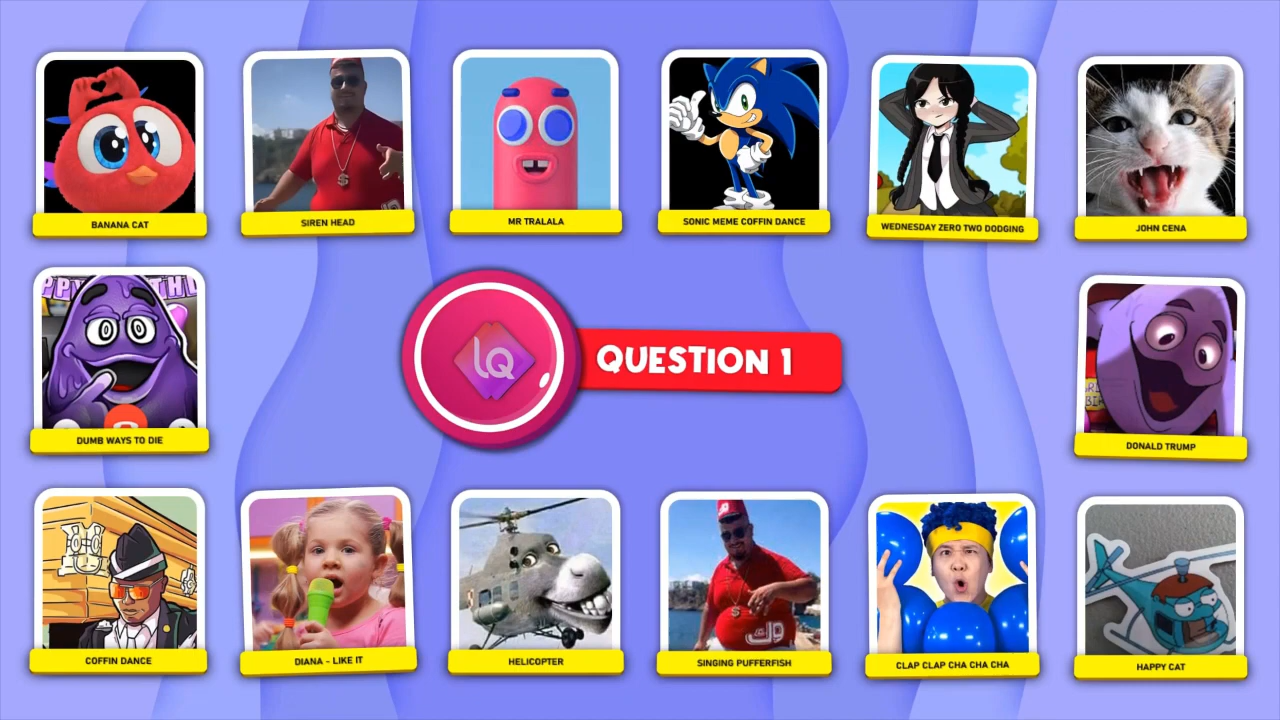 BANANA CAT
SIREN HEAD
MR TRALALA
SONIC MEME COFFIN DANCE
WEDNESDAY ZERO TWO DODGING
JOHN CENA
DUMB WAYS TO DIE
LQ
QUESTION 1
DONALD TRUMP
COFFIN DANCE
DIANA - LIKE IT
HELICOPTER
SINGING PUFFERFISH
CLAP CLAP CHA CHA CHA
HAPPY CAT